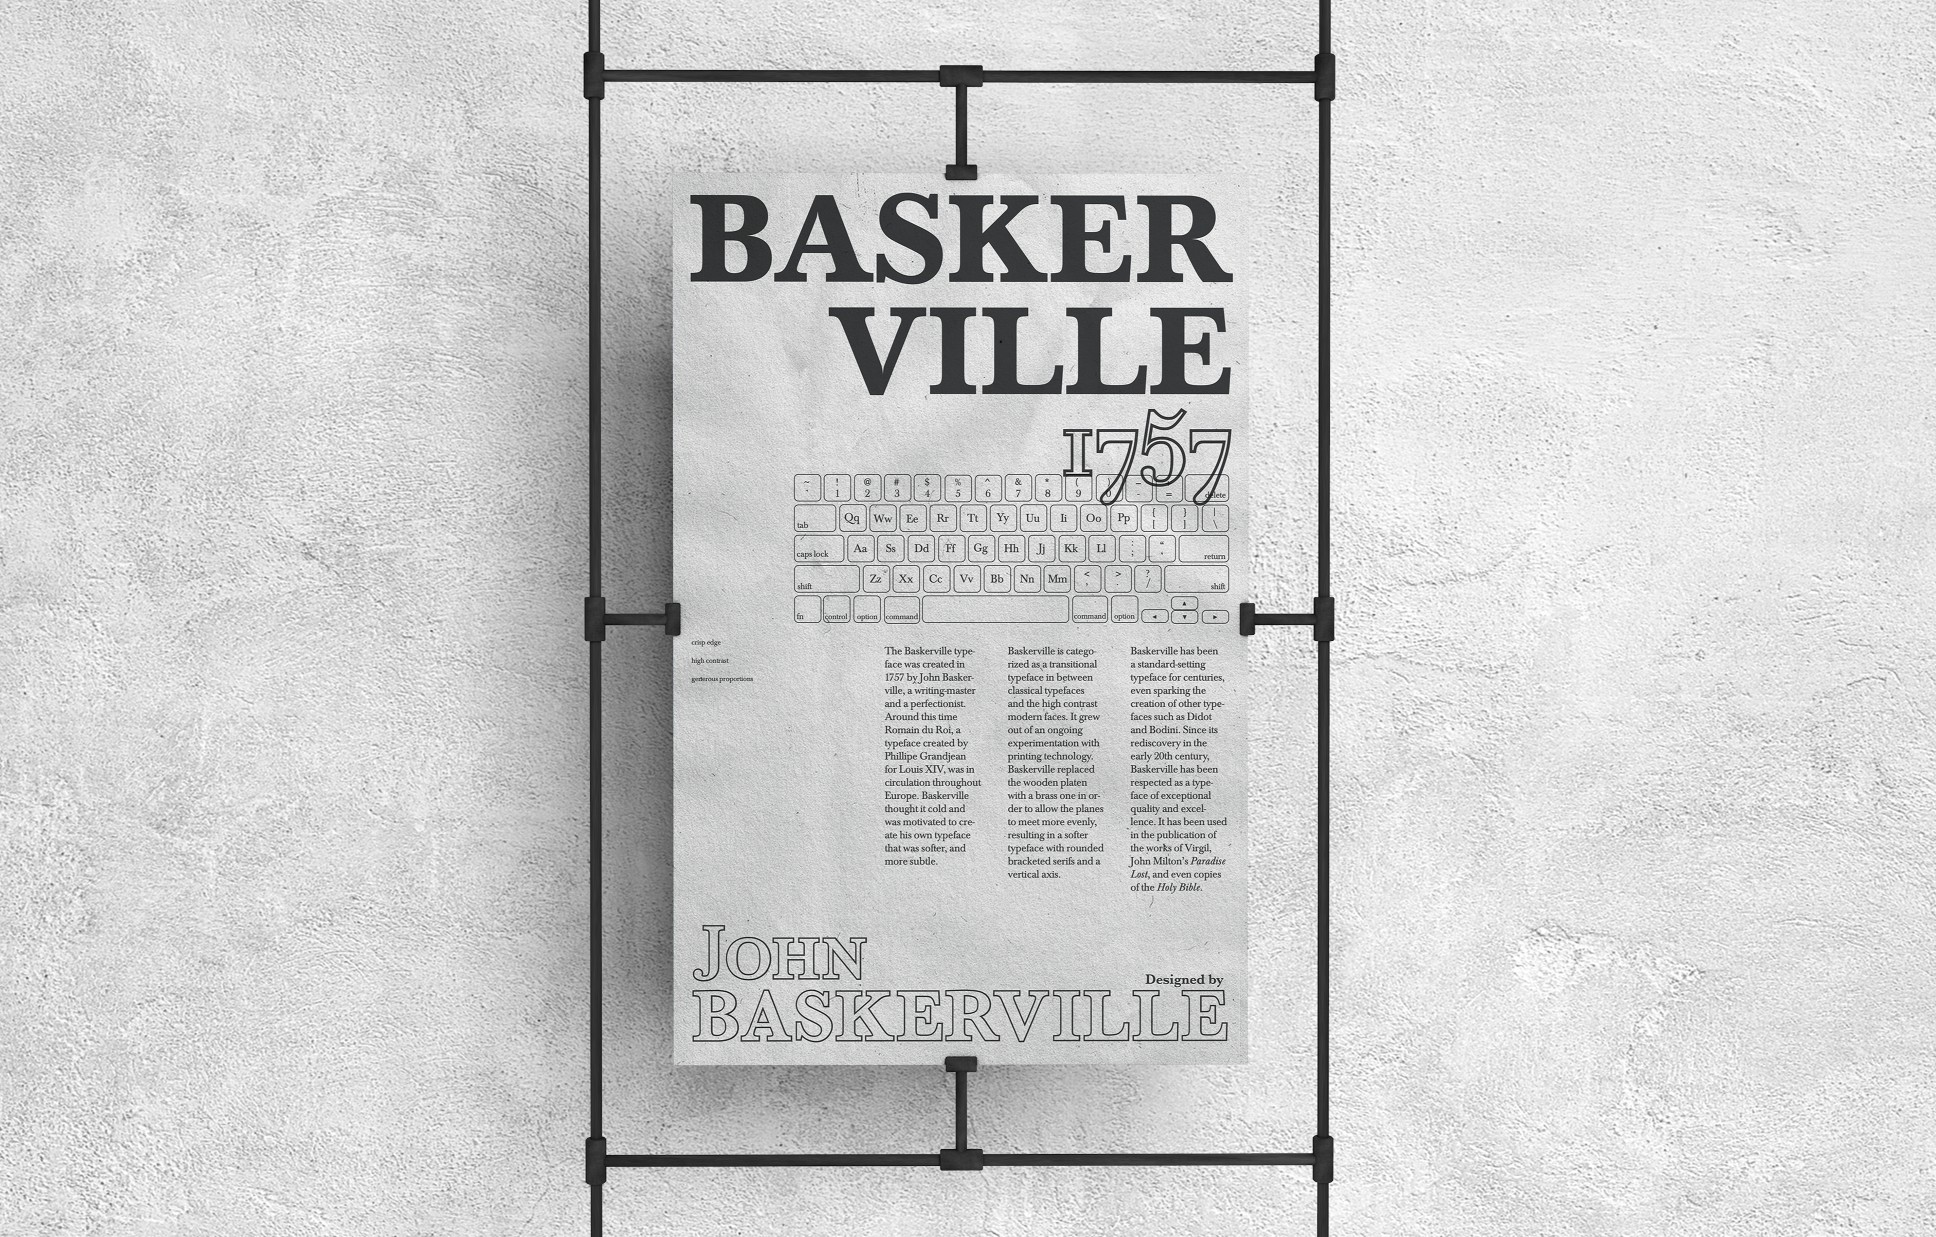 BASKER
VILLE
1757
~ ! @ # $ % ^ & * ( ) _ +
` 1 2 3 4 5 6 7 8 9 0 - = delete
tab Qq Ww Ee Rr Tt Yy Uu Ii Oo Pp { [ } ] | \
caps lock Aa Ss Dd Ff Gg Hh Jj Kk Ll : ; " ' return
shift Zz Xx Cc Vv Bb Nn Mm < , > . ? / shift
fn control option command command option ◄ ▲ ▼ ►
crisp edge
high contrast
generous proportions
The Baskerville type-
face was created in
1757 by John Basker-
ville, a writing-master
and a perfectionist.
Around this time
Romain du Roi, a
typeface created by
Phillipe Grandjean
for Louis XIV, was in
circulation throughout
Europe. Baskerville
thought it cold and
was motivated to cre-
ate his own typeface
that was softer, and
more subtle.
Baskerville is catego-
rized as a transitional
typeface in between
classical typefaces
and the high contrast
modern faces. It grew
out of an ongoing
experimentation with
printing technology.
Baskerville replaced
the wooden platen
with a brass one in or-
der to allow the planes
to meet more evenly,
resulting in a softer
typeface with rounded
bracketed serifs and a
vertical axis.
Baskerville has been
a standard-setting
typeface for centuries,
even sparking the
creation of other type-
faces such as Didot
and Bodini. Since its
rediscovery in the
early 20th century,
Baskerville has been
respected as a type-
face of exceptional
quality and excel-
lence. It has been used
in the publication of
the works of Virgil,
John Milton's Paradise
Lost, and even copies
of the Holy Bible.
Designed by
JOHN
BASKERVILLE